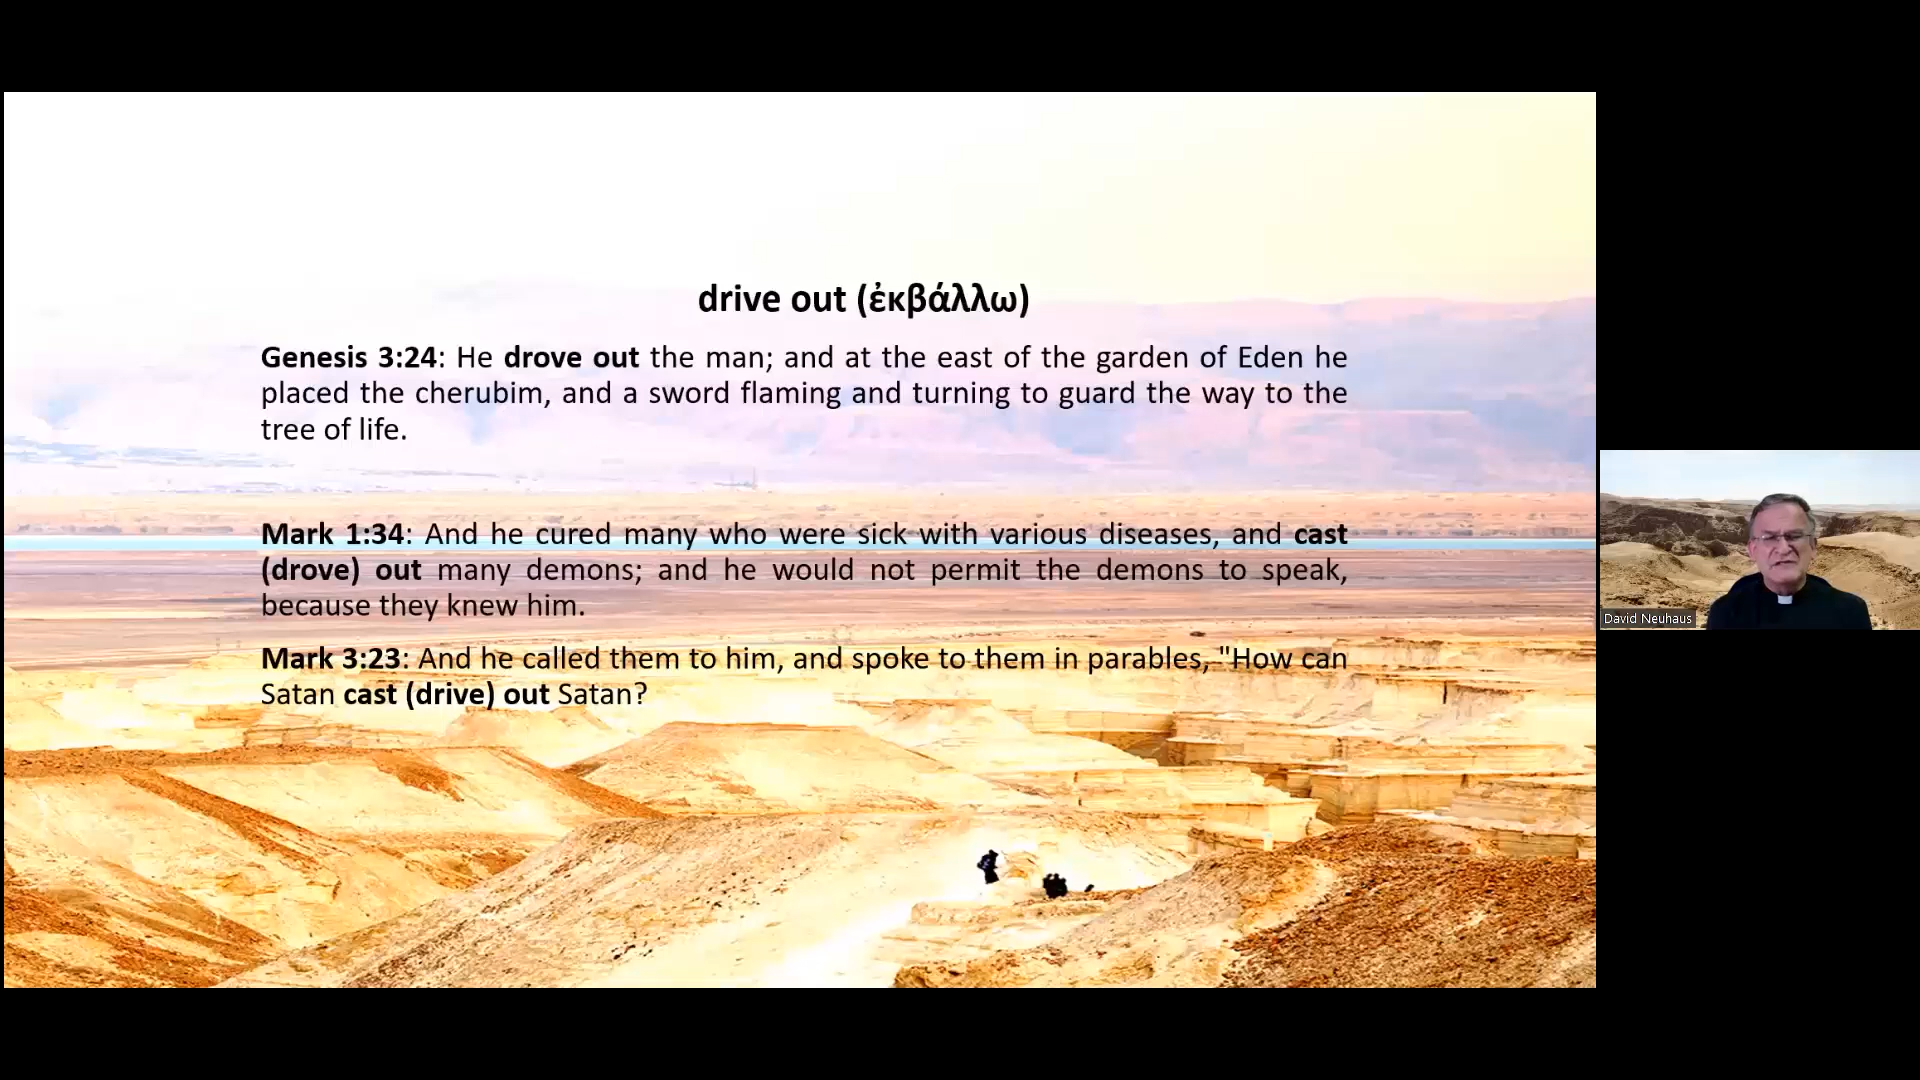 drive out (ἐκβάλλω)
Genesis 3:24: He drove out the man; and at the east of the garden of Eden he
placed the cherubim, and a sword flaming and turning to guard the way to the
tree of life.
Mark 1:34: And he cured many who were sick with various diseases, and cast
(drove) out many demons; and he would not permit the demons to speak,
because they knew him.
Mark 3:23: And he called them to him, and spoke to them in parables, "How can
Satan cast (drive) out Satan?
David Neuhaus